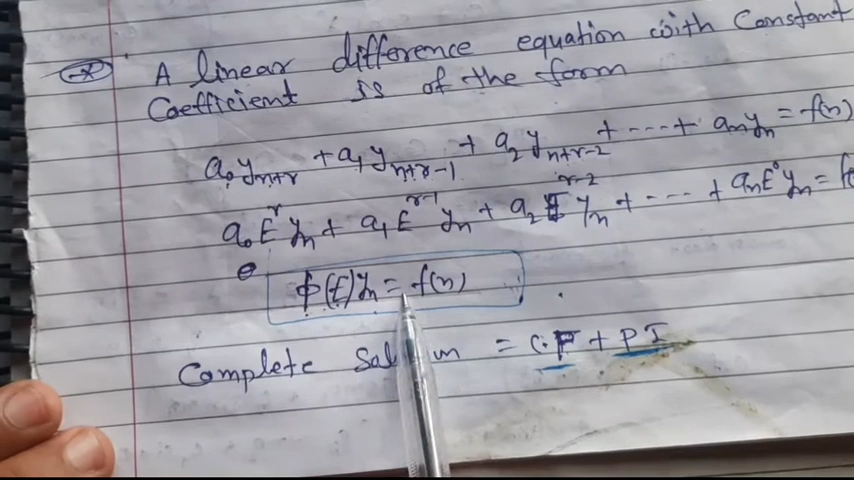 A linear difference equation with Constant
Coefficient is of the form
a₀yₙ₊ᵣ + a₁yₙ₊ᵣ₋₁ + a₂yₙ₊ᵣ₋₂ + ---- + aₙyₙ = f(n)
a₀Eʳyₙ + a₁Eʳ⁻¹yₙ + a₂Eʳ⁻²yₙ + --- + aₙE⁰yₙ =
ϕ(E)yₙ = f(n)
Complete = C.F + P I